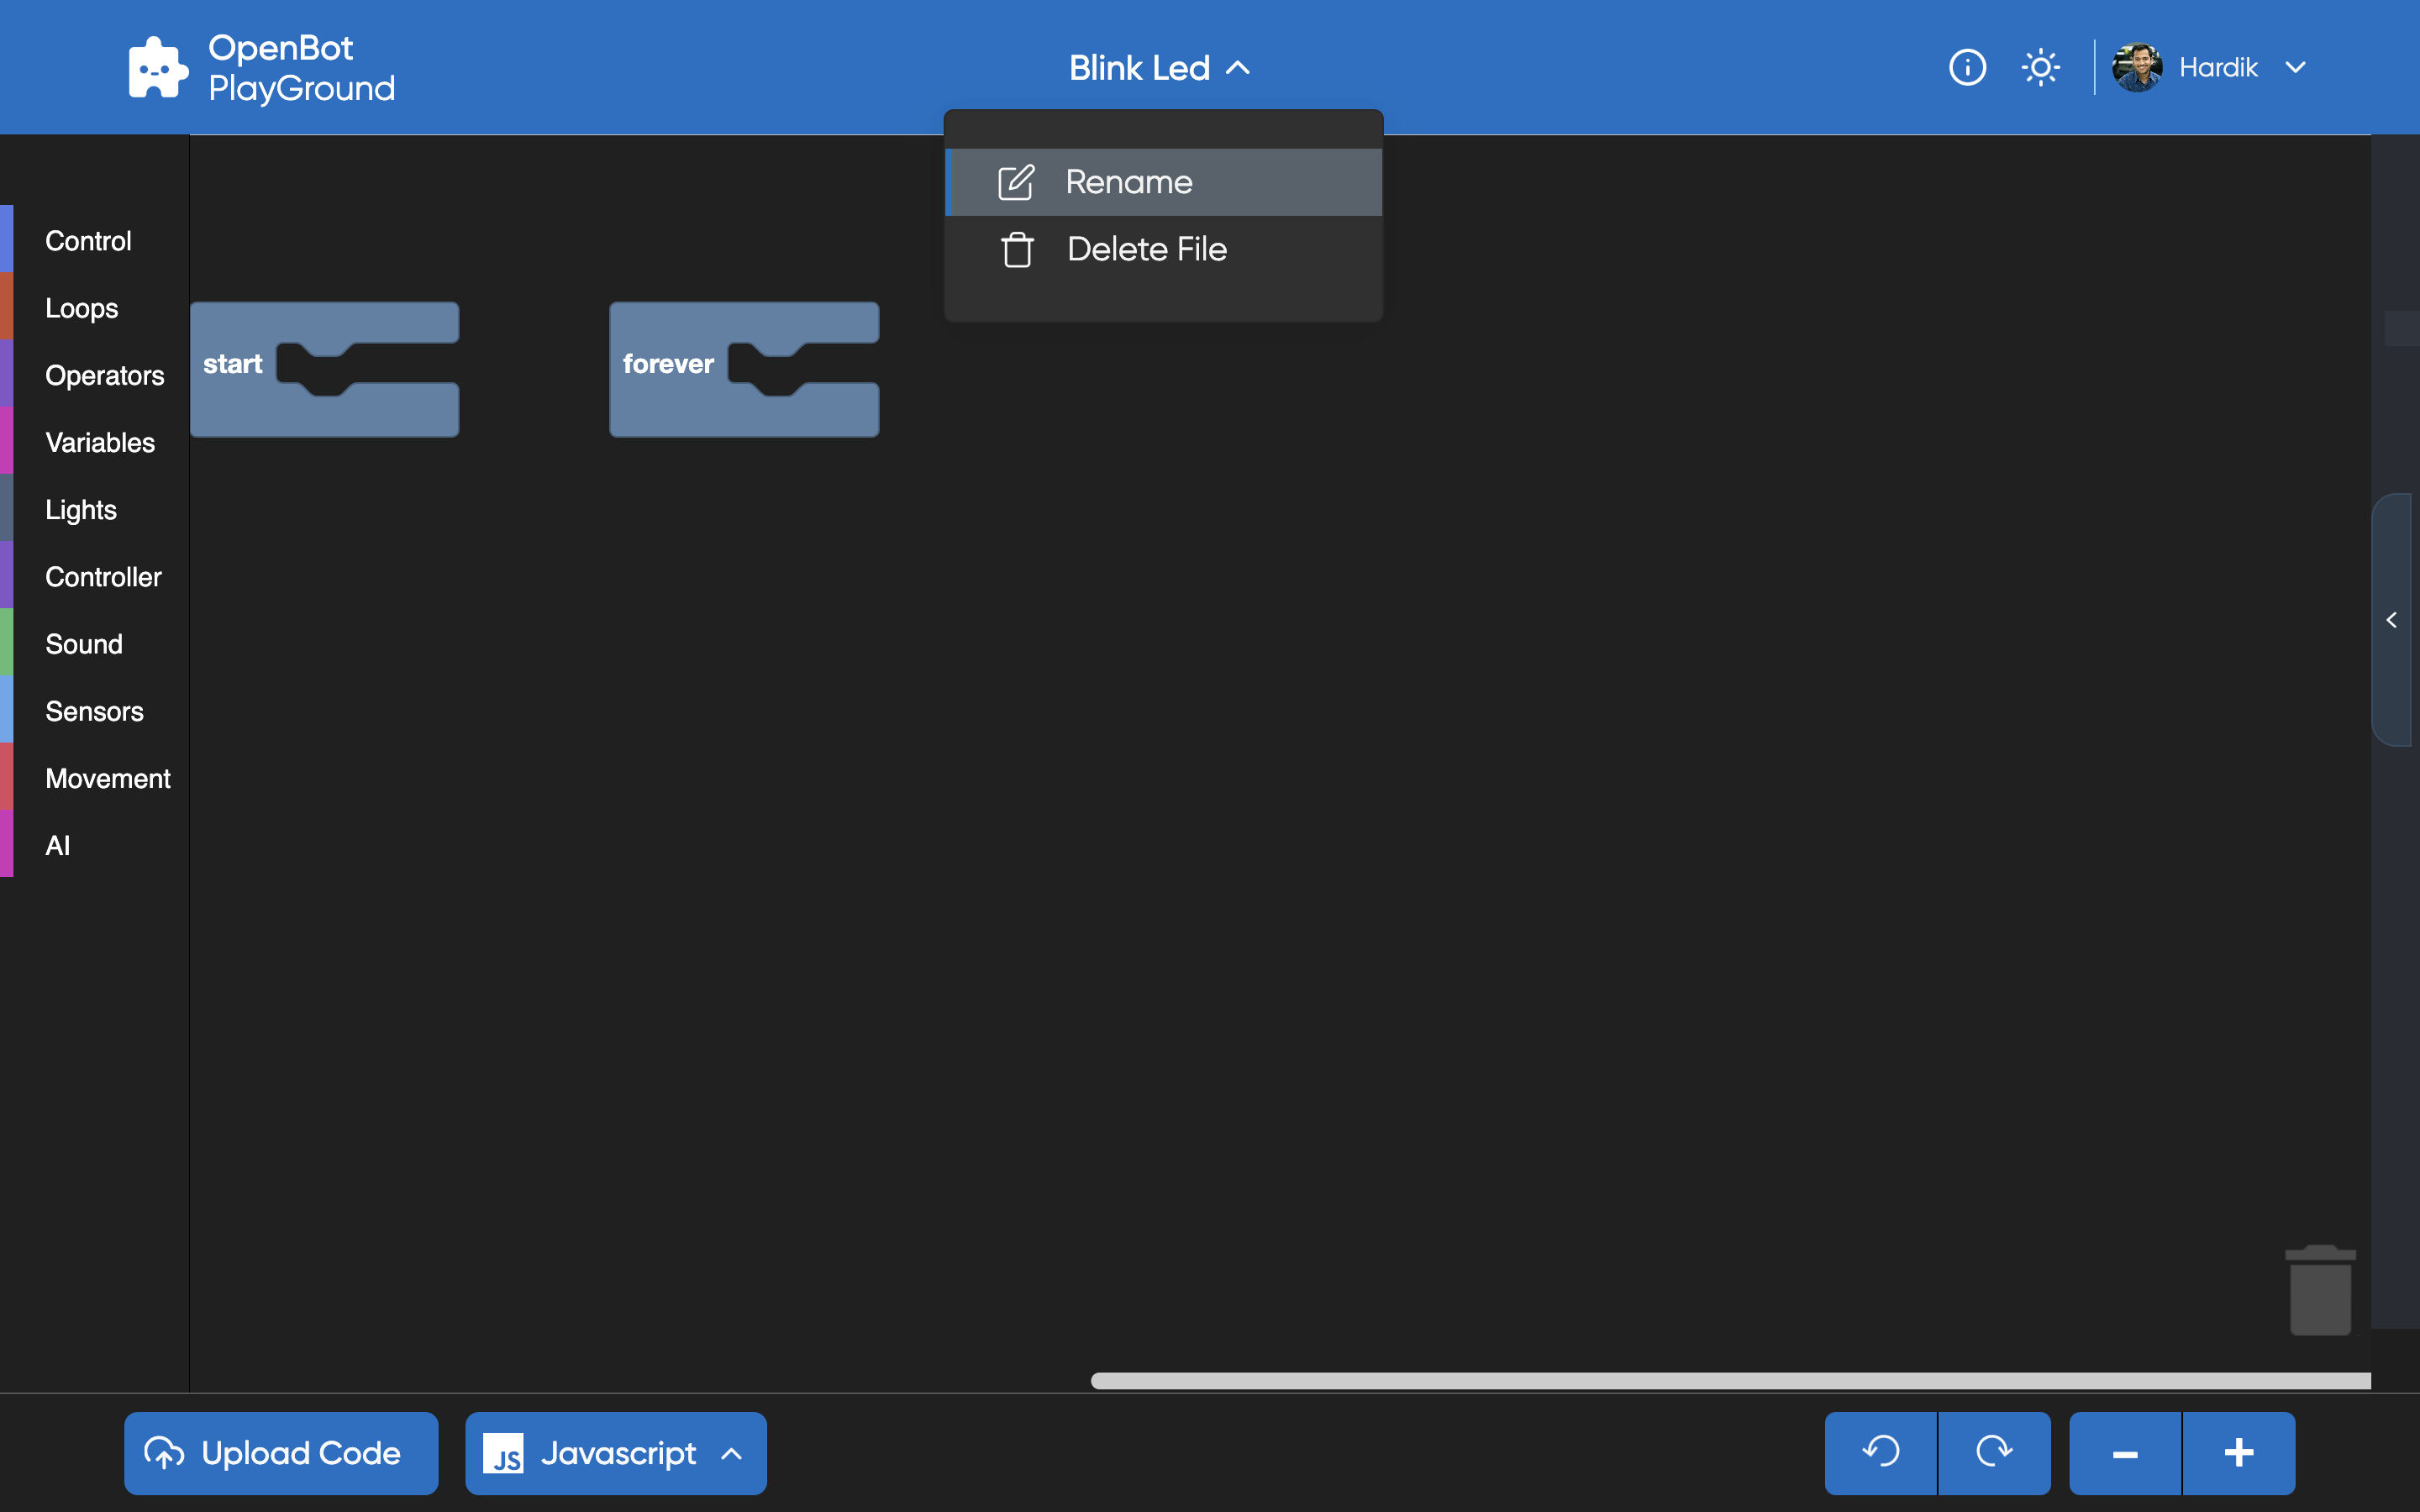 OpenBot
PlayGround
Blink Led
Hardik
Rename
Delete File
Control
Loops
Operators
Variables
Lights
Controller
Sound
Sensors
Movement
AI
start
forever
Upload Code
JS
Javascript